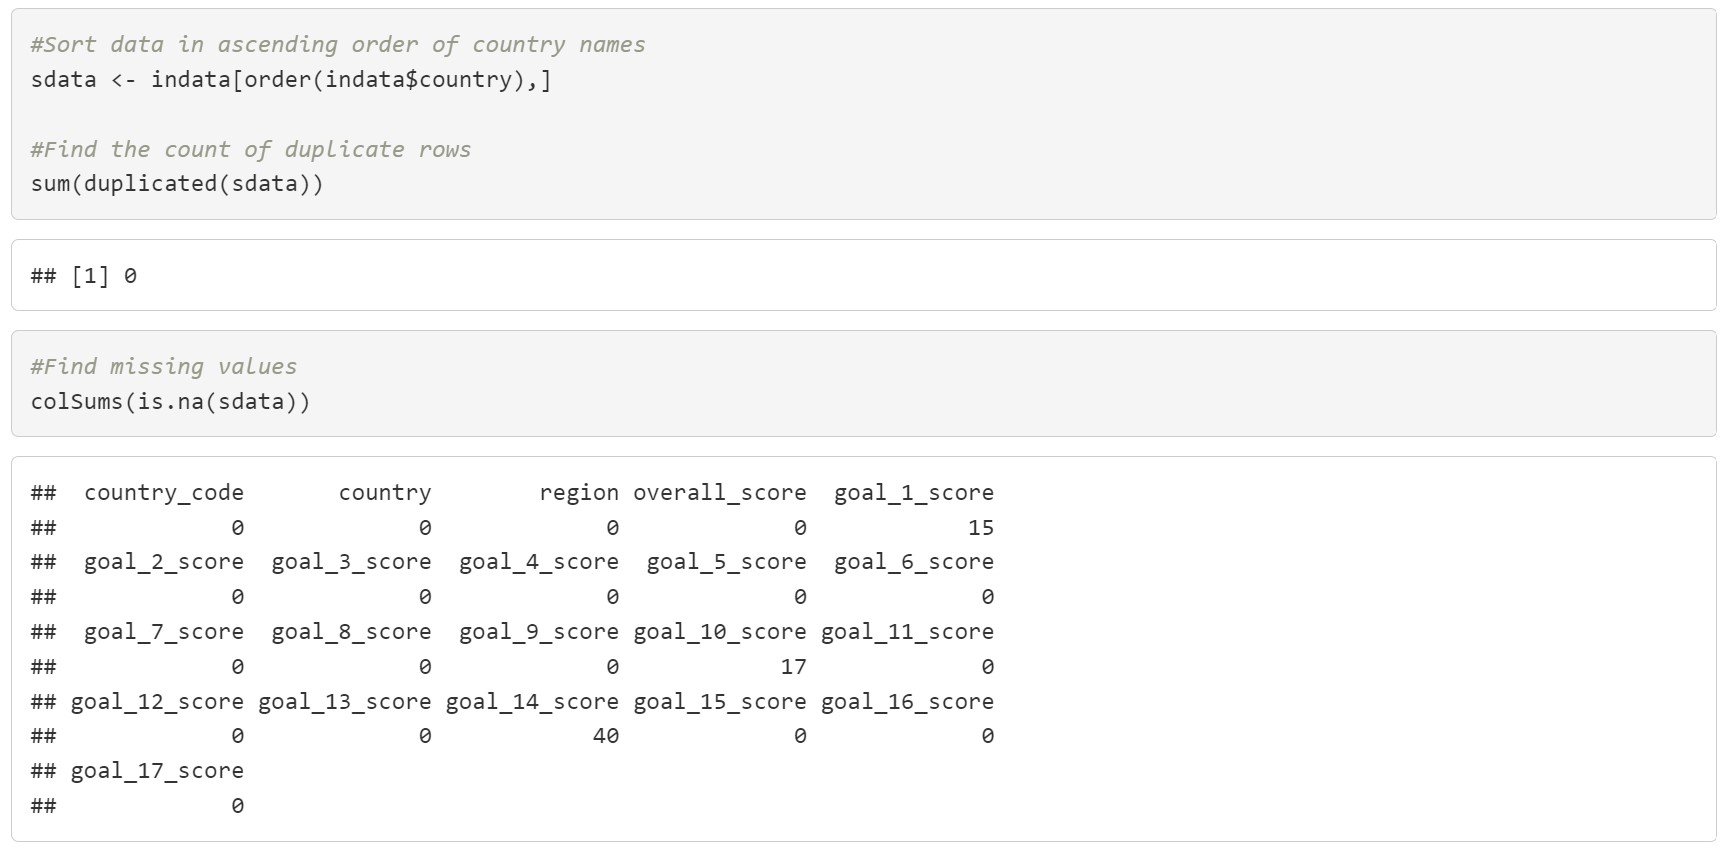 #Sort data in ascending order of country names
sdata <- indata[order(indata$country),]
#Find the count of duplicate rows
sum(duplicated(sdata))
## [1] 0
#Find missing values
colSums(is.na(sdata))
##  country_code       country        region overall_score  goal_1_score
##             0             0             0             0            15
##  goal_2_score  goal_3_score  goal_4_score  goal_5_score  goal_6_score
##             0             0             0             0             0
##  goal_7_score  goal_8_score  goal_9_score goal_10_score goal_11_score
##             0             0             0            17             0
## goal_12_score goal_13_score goal_14_score goal_15_score goal_16_score
##             0             0            40             0             0
## goal_17_score
##             0